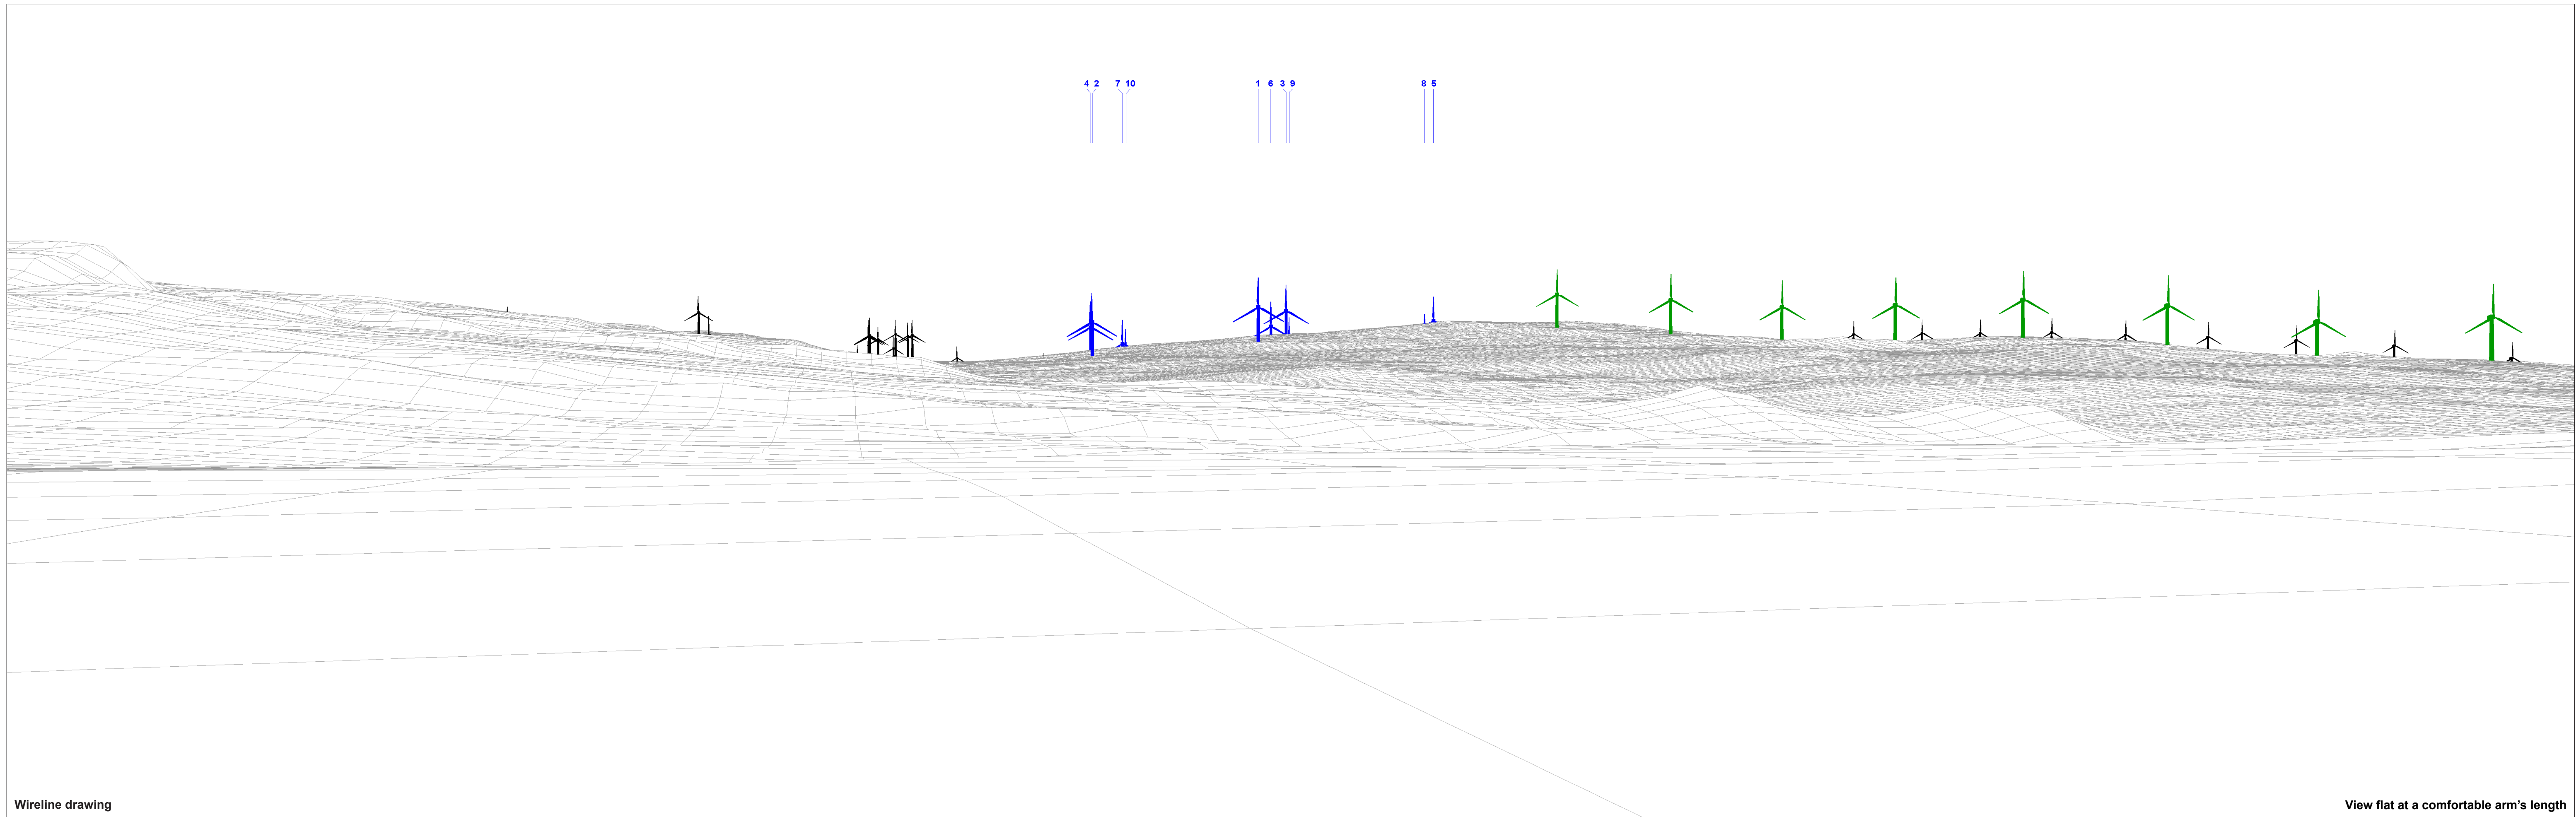 4 2 7 10 1 6 3 9 8 5
Wireline drawing
View flat at a comfortable arm's length